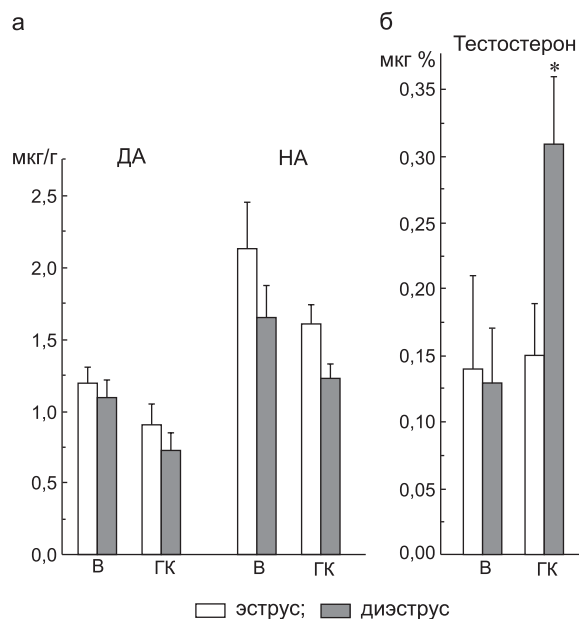 а
мкг/г
ДА
НА
2,5
2,0
1,5
1,0
0,5
0,0
В
ГК
В
ГК
б
Тестостерон
мкг %
*
0,35
0,30
0,25
0,20
0,15
0,10
0,05
0,00
В
ГК
эструс; диэструс